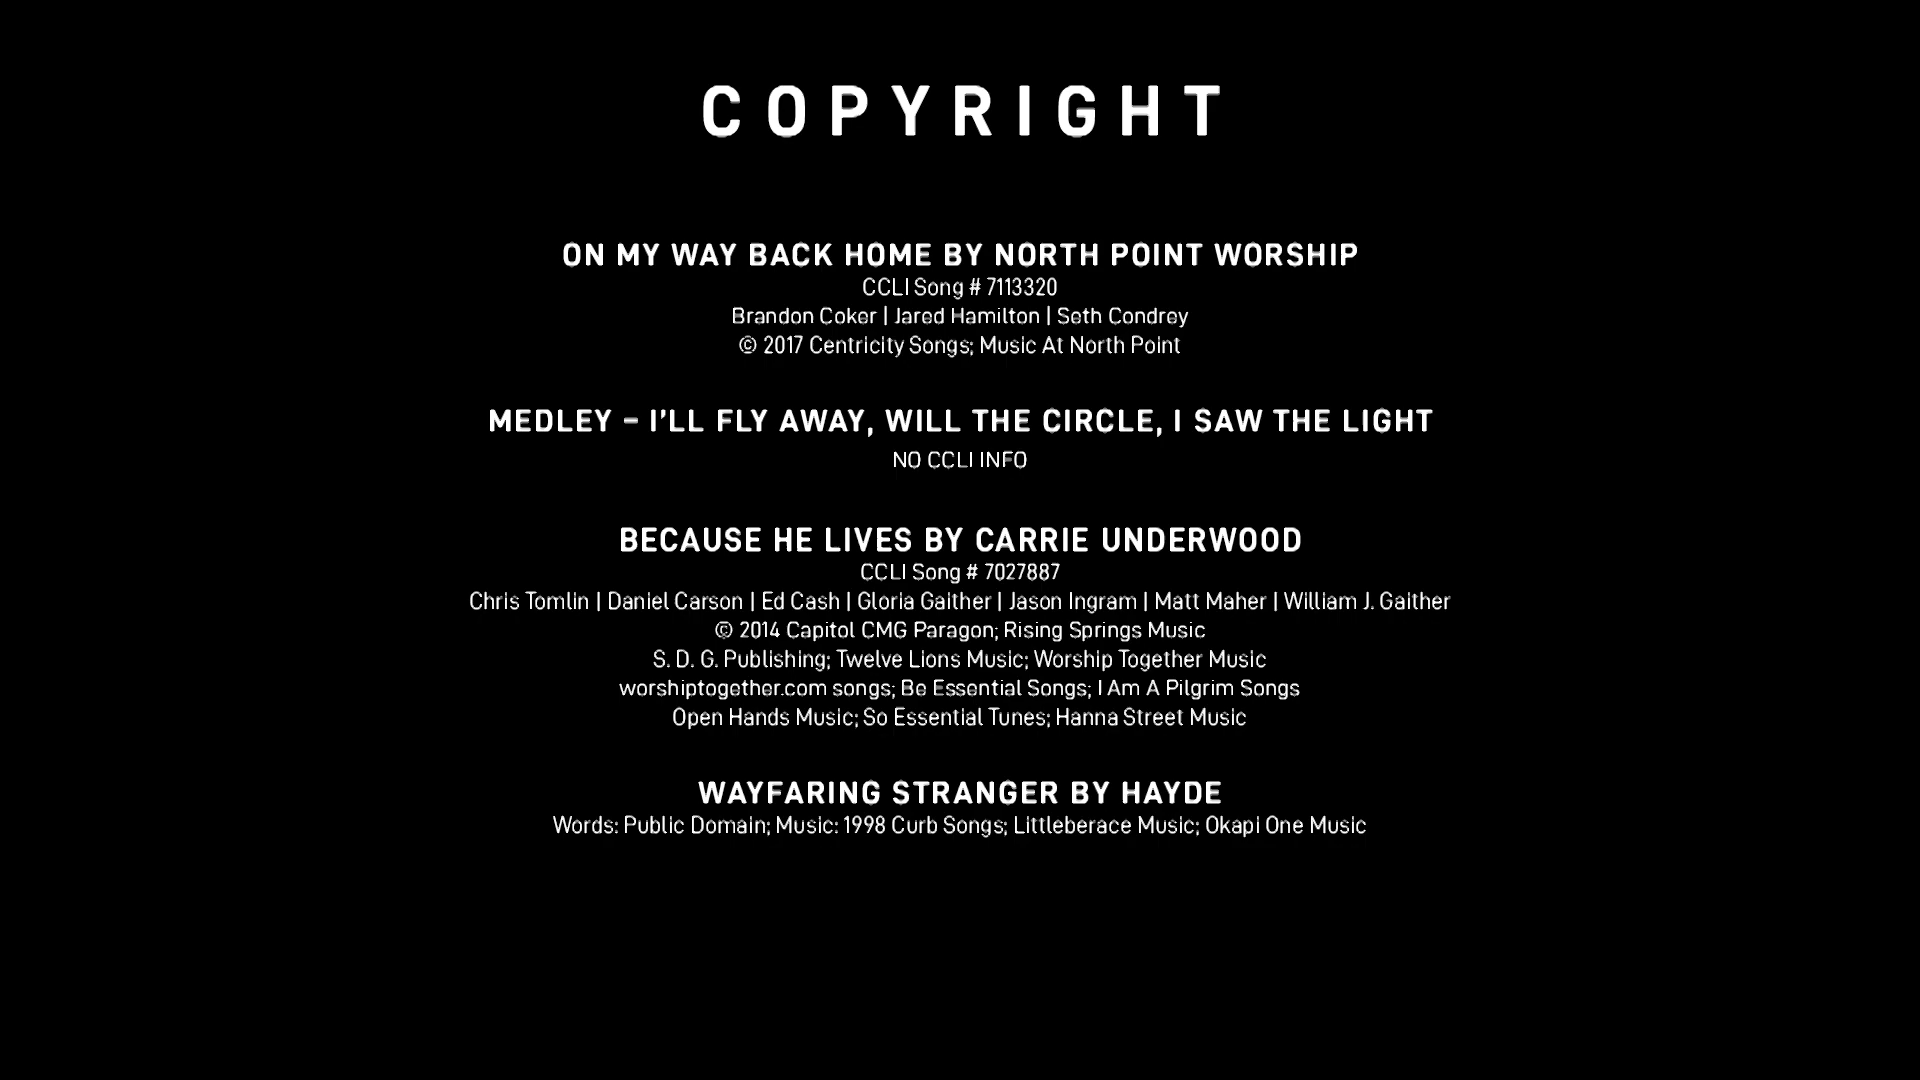 COPYRIGHT
ON MY WAY BACK HOME BY NORTH POINT WORSHIP
CCLI Song # 7113320
Brandon Coker | Jared Hamilton | Seth Condrey
© 2017 Centricity Songs; Music At North Point
MEDLEY – I'LL FLY AWAY, WILL THE CIRCLE, I SAW THE LIGHT
NO CCLI INFO
BECAUSE HE LIVES BY CARRIE UNDERWOOD
CCLI Song # 7027887
Chris Tomlin | Daniel Carson | Ed Cash | Gloria Gaither | Jason Ingram | Matt Maher | William J. Gaither
© 2014 Capitol CMG Paragon; Rising Springs Music
S. D. G. Publishing; Twelve Lions Music; Worship Together Music
worshiptogether.com songs; Be Essential Songs; I Am A Pilgrim Songs
Open Hands Music; So Essential Tunes; Hanna Street Music
WAYFARING STRANGER BY HAYDE
Words: Public Domain; Music: 1998 Curb Songs; Littleberace Music; Okapi One Music